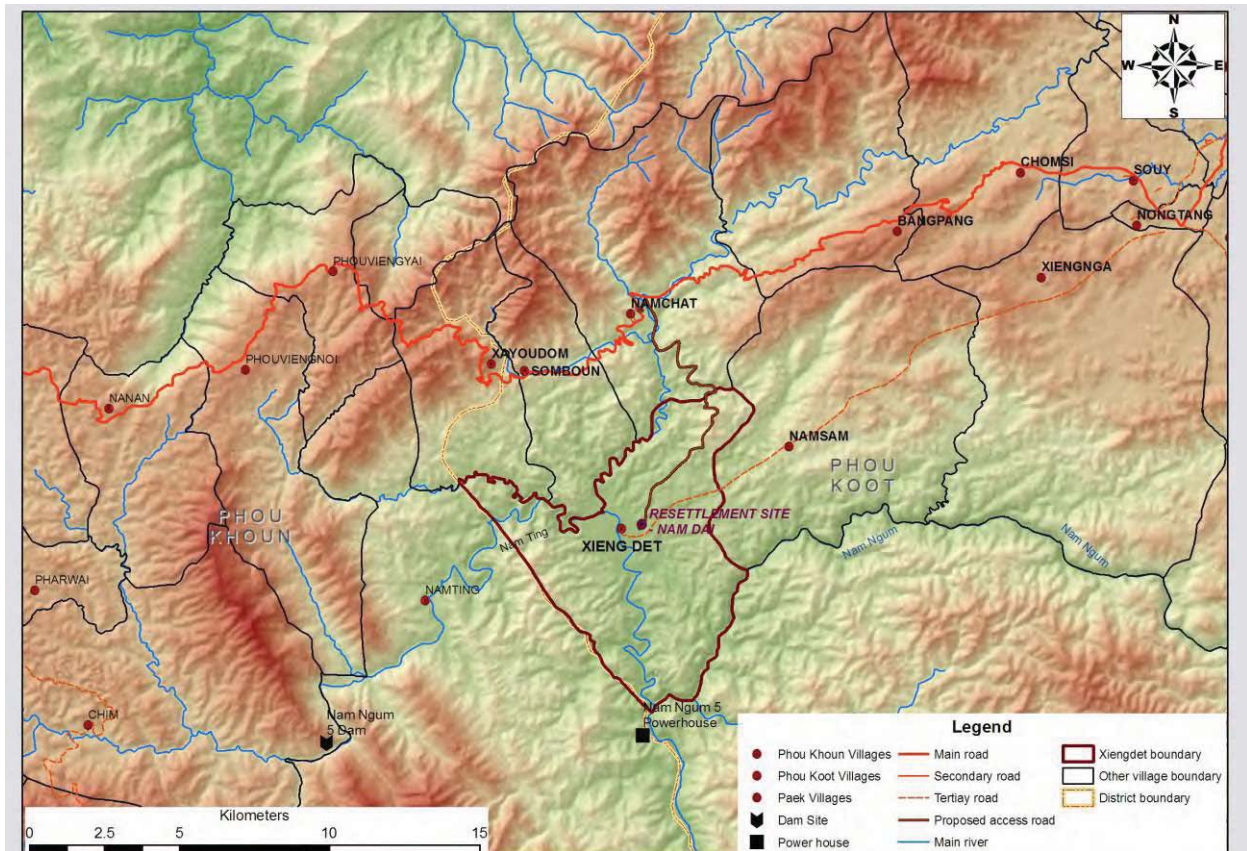 N
W E
S
CHOMSI
SOUY
BANGPANG
NONGTANG
PHOUVIENGYAI
XIENGNGA
NAMCHAT
XAYOUDOM
PHOUVIENGNOI
SOMBOUN
NANAN
NAMSAM
PHOU
KOOT
PHOU
KHOUN
RESETTLEMENT SITE
- NAM DAI
XIENG DET
Nam Ting
Nam Ngum
Nam Ngum
PHARWAI
NAMTING
CHIM
Nam Ngum
5 Dam
Nam Ngum 5
Powerhouse
Legend
Phou Khoun Villages
Phou Koot Villages
Paek Villages
Dam Site
Power house
Main road
Secondary road
Tertiay road
Proposed access road
Main river
Xiengdet boundary
Other village boundary
District boundary
Kilometers
0 2.5 5 10 15